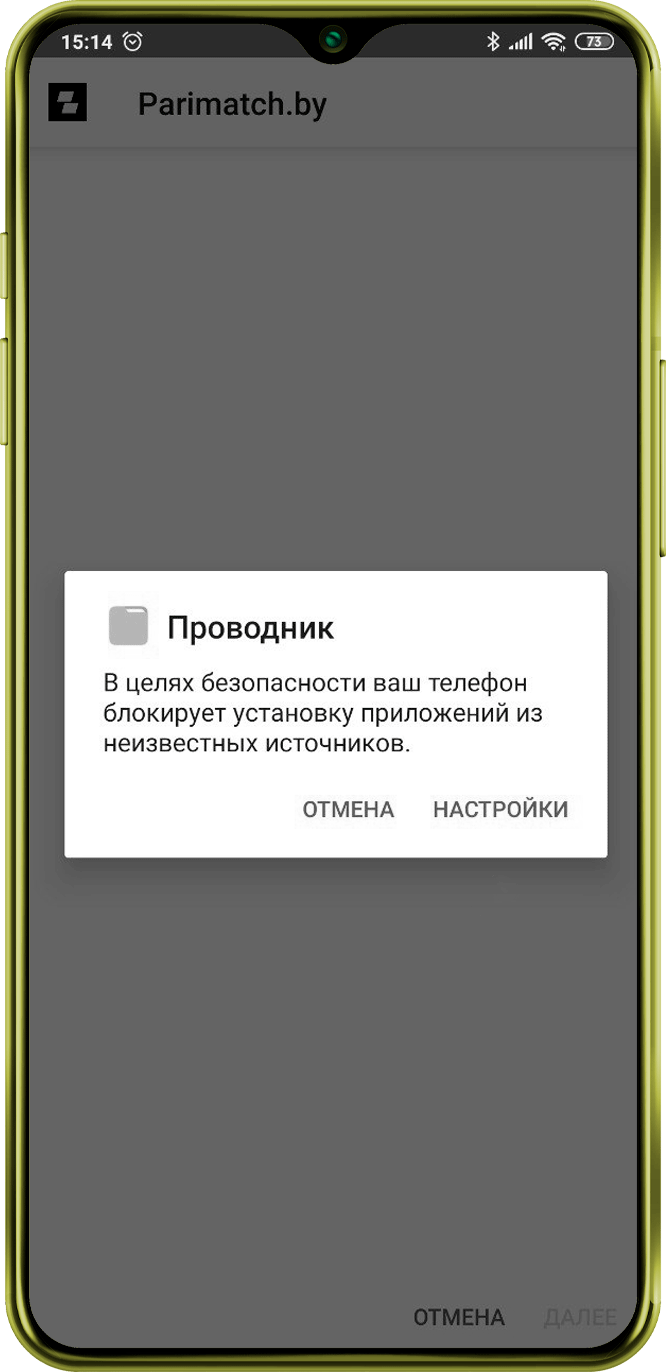 15:14 73
Parimatch.by
Проводник
В целях безопасности ваш телефон
блокирует установку приложений из
неизвестных источников.
ОТМЕНА НАСТРОЙКИ
ОТМЕНА ДАЛЕЕ